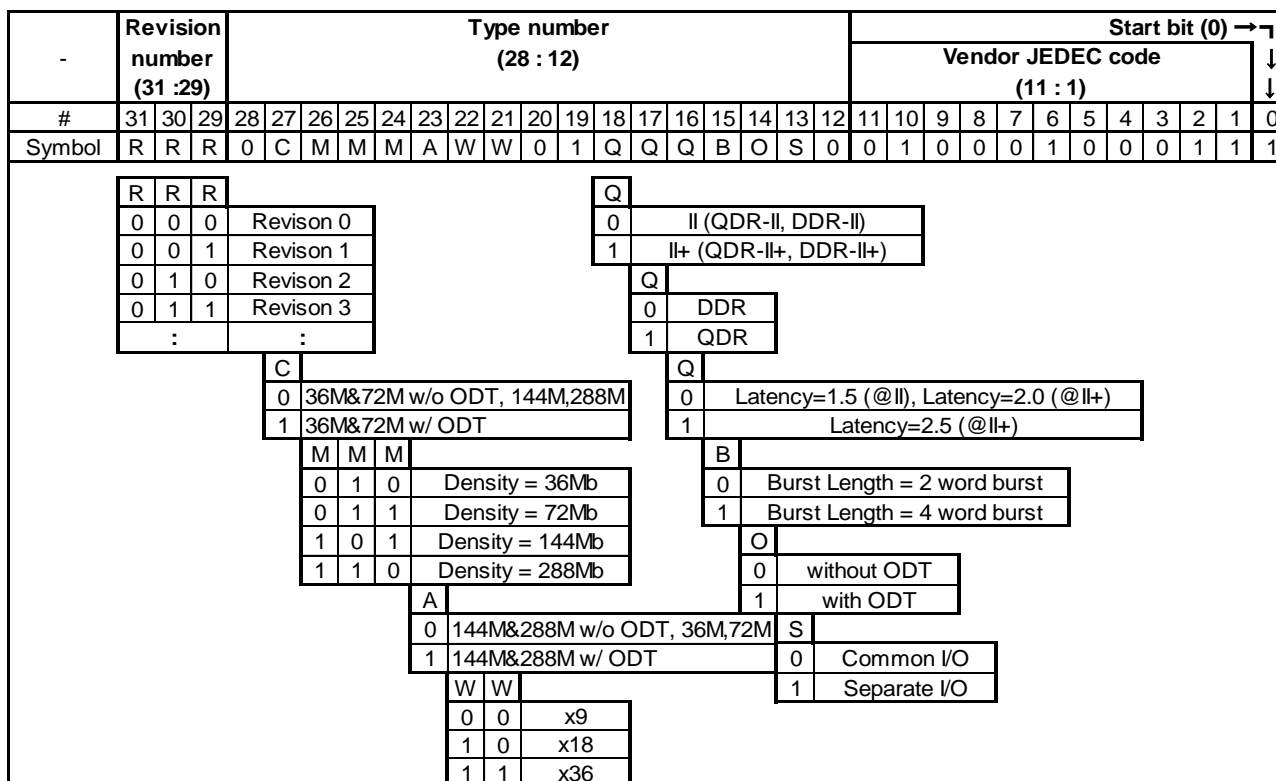 - Revision number (31 :29) Type number (28 : 12) Start bit (0) →┐
Vendor JEDEC code (11 : 1) ↓ ↓
# 31 30 29 28 27 26 25 24 23 22 21 20 19 18 17 16 15 14 13 12 11 10 9 8 7 6 5 4 3 2 1 0
Symbol R R R 0 C M M M A W W 0 1 Q Q Q B O S 0 0 1 0 0 0 1 0 0 0 1 1 1
R R R
0 0 0 Revison 0
0 0 1 Revison 1
0 1 0 Revison 2
0 1 1 Revison 3
: :
Q
0 II (QDR-II, DDR-II)
1 II+ (QDR-II+, DDR-II+)
Q
0 DDR
1 QDR
C
0 36M&72M w/o ODT, 144M,288M
1 36M&72M w/ ODT
Q
0 Latency=1.5 (@II), Latency=2.0 (@II+)
1 Latency=2.5 (@II+)
M M M
0 1 0 Density = 36Mb
0 1 1 Density = 72Mb
1 0 1 Density = 144Mb
1 1 0 Density = 288Mb
B
0 Burst Length = 2 word burst
1 Burst Length = 4 word burst
O
0 without ODT
1 with ODT
A
0 144M&288M w/o ODT, 36M,72M
1 144M&288M w/ ODT
S
0 Common I/O
1 Separate I/O
W W
0 0 x9
1 0 x18
1 1 x36